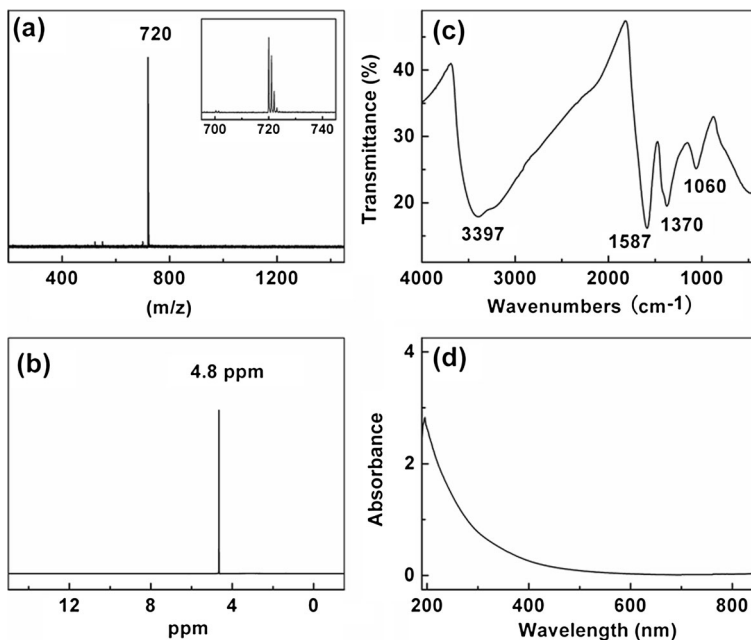 (a)
720
700 720 740
400 800 1200
(m/z)
(c)
Transmittance (%)
40
30
20
3397
1587
1370
1060
4000 3000 2000 1000
Wavenumbers (cm-1)
(b)
4.8 ppm
12 8 4 0
ppm
(d)
Absorbance
4
2
0
200 400 600 800
Wavelength (nm)